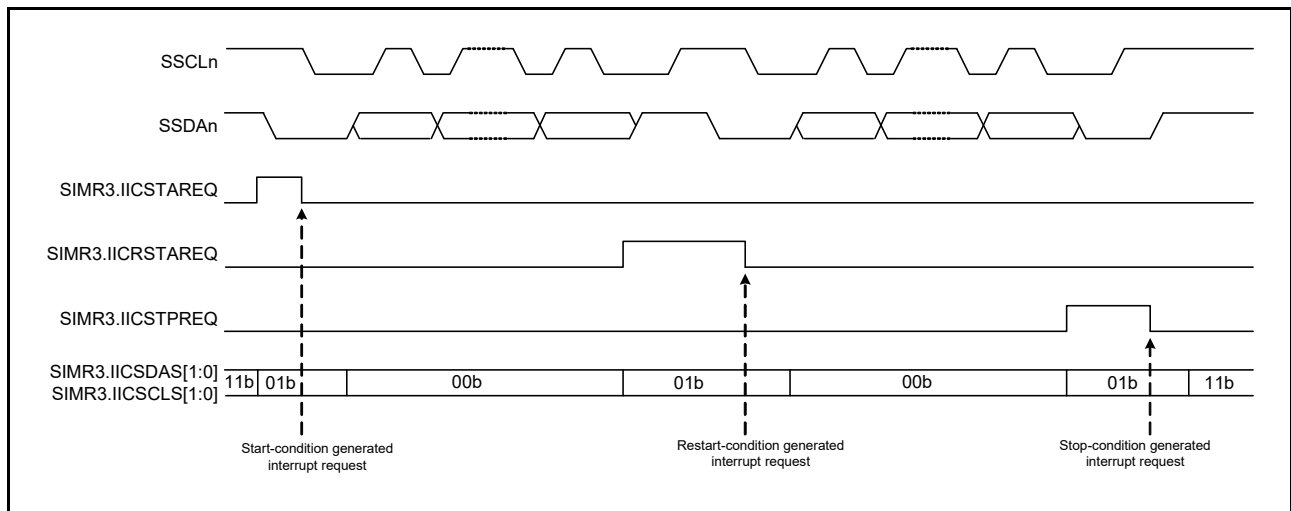 SSCLn
SSDAn
SIMR3.IICSTAREQ
SIMR3.IICRSTAREQ
SIMR3.IICSTPREQ
SIMR3.IICSDAS[1:0]
SIMR3.IICSCLS[1:0]
11b 01b 00b 01b 00b 01b 11b
Start-condition generated
interrupt request
Restart-condition generated
interrupt request
Stop-condition generated
interrupt request